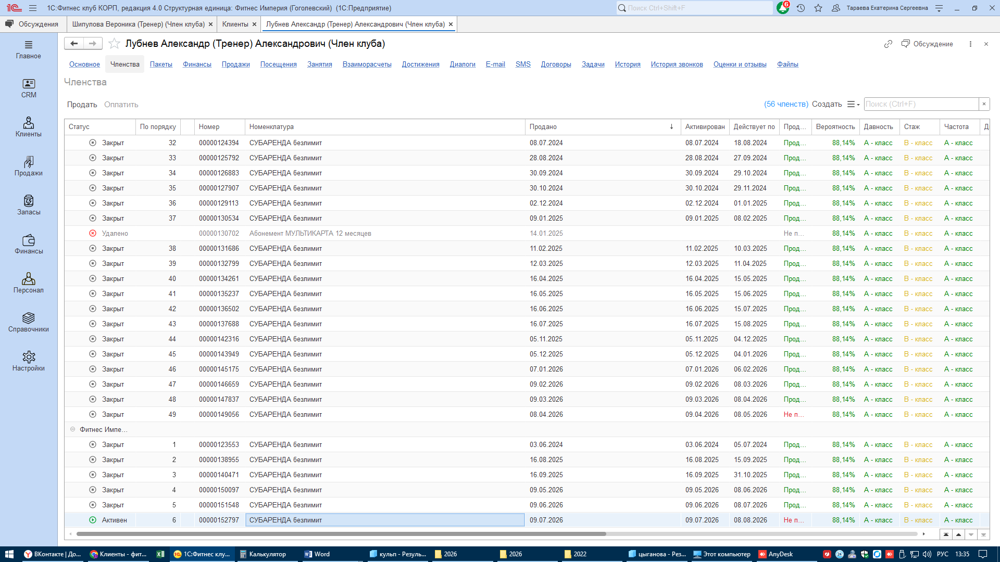 1С:Фитнес клуб КОРП, редакция 4.0 Структурная единица: Фитнес Империя (Гоголевский) (1С:Предприятие)
Поиск Ctrl+Shift+F
6
Тараева Екатерина Сергеевна
Обсуждения
Шипулова Вероника (Тренер) (Член клуба) ×
Клиенты ×
Лубнев Александр (Тренер) Александрович (Член клуба) ×
Главное
CRM
Клиенты
Продажи
Запасы
Финансы
Персонал
Справочники
Настройки
Лубнев Александр (Тренер) Александрович (Член клуба)
Обсуждение
Основное Членства Пакеты Финансы Продажи Посещения Занятия Взаиморасчеты Достижения Диалоги E-mail SMS Договоры Задачи История История звонков Оценки и отзывы Файлы
Членства
Продать Оплатить (56 членств) Создать Поиск (Ctrl+F) ×
Статус По порядку Номер Номенклатура Продано ↓ Активирован Действует по Прод... Вероятность Давность Стаж Частота
Закрыт 32 00000124394 СУБАРЕНДА безлимит 08.07.2024 08.07.2024 18.08.2024 Прод... 88,14% А - класс В - класс А - класс
Закрыт 33 00000125792 СУБАРЕНДА безлимит 28.08.2024 28.08.2024 27.09.2024 Прод... 88,14% А - класс В - класс А - класс
Закрыт 34 00000126883 СУБАРЕНДА безлимит 30.09.2024 30.09.2024 29.10.2024 Прод... 88,14% А - класс В - класс А - класс
Закрыт 35 00000127907 СУБАРЕНДА безлимит 30.10.2024 30.10.2024 29.11.2024 Прод... 88,14% А - класс В - класс А - класс
Закрыт 36 00000129113 СУБАРЕНДА безлимит 02.12.2024 02.12.2024 01.01.2025 Прод... 88,14% А - класс В - класс А - класс
Закрыт 37 00000130534 СУБАРЕНДА безлимит 09.01.2025 09.01.2025 08.02.2025 Прод... 88,14% А - класс В - класс А - класс
Удалено 00000130702 Абонемент МУЛЬТИКАРТА 12 месяцев 14.01.2025 Не п... 88,14% А - класс В - класс А - класс
Закрыт 38 00000131686 СУБАРЕНДА безлимит 11.02.2025 11.02.2025 10.03.2025 Прод... 88,14% А - класс В - класс А - класс
Закрыт 39 00000132799 СУБАРЕНДА безлимит 12.03.2025 12.03.2025 11.04.2025 Прод... 88,14% А - класс В - класс А - класс
Закрыт 40 00000134261 СУБАРЕНДА безлимит 16.04.2025 16.04.2025 15.05.2025 Прод... 88,14% А - класс В - класс А - класс
Закрыт 41 00000135237 СУБАРЕНДА безлимит 16.05.2025 16.05.2025 15.06.2025 Прод... 88,14% А - класс В - класс А - класс
Закрыт 42 00000136502 СУБАРЕНДА безлимит 16.06.2025 16.06.2025 15.07.2025 Прод... 88,14% А - класс В - класс А - класс
Закрыт 43 00000137688 СУБАРЕНДА безлимит 16.07.2025 16.07.2025 15.08.2025 Прод... 88,14% А - класс В - класс А - класс
Закрыт 44 00000142316 СУБАРЕНДА безлимит 05.11.2025 05.11.2025 04.12.2025 Прод... 88,14% А - класс В - класс А - класс
Закрыт 45 00000143949 СУБАРЕНДА безлимит 05.12.2025 05.12.2025 04.01.2026 Прод... 88,14% А - класс В - класс А - класс
Закрыт 46 00000145175 СУБАРЕНДА безлимит 07.01.2026 07.01.2026 06.02.2026 Прод... 88,14% А - класс В - класс А - класс
Закрыт 47 00000146659 СУБАРЕНДА безлимит 09.02.2026 09.02.2026 08.03.2026 Прод... 88,14% А - класс В - класс А - класс
Закрыт 48 00000147837 СУБАРЕНДА безлимит 09.03.2026 09.03.2026 08.04.2026 Прод... 88,14% А - класс В - класс А - класс
Закрыт 49 00000149056 СУБАРЕНДА безлимит 08.04.2026 09.04.2026 08.05.2026 Не п... 88,14% А - класс В - класс А - класс
Фитнес Импе...
Закрыт 1 00000123553 СУБАРЕНДА безлимит 03.06.2024 03.06.2024 05.07.2024 Прод... 88,14% А - класс В - класс А - класс
Закрыт 2 00000138955 СУБАРЕНДА безлимит 16.08.2025 16.08.2025 15.09.2025 Прод... 88,14% А - класс В - класс А - класс
Закрыт 3 00000140471 СУБАРЕНДА безлимит 16.09.2025 16.09.2025 31.10.2025 Прод... 88,14% А - класс В - класс А - класс
Закрыт 4 00000150097 СУБАРЕНДА безлимит 09.05.2026 09.05.2026 08.06.2026 Прод... 88,14% А - класс В - класс А - класс
Закрыт 5 00000151548 СУБАРЕНДА безлимит 09.06.2026 09.06.2026 08.07.2026 Прод... 88,14% А - класс В - класс А - класс
Активен 6 00000152797 СУБАРЕНДА безлимит 09.07.2026 09.07.2026 08.08.2026 Не п... 88,14% А - класс В - класс А - класс
ВКонтакте | До... Клиенты - фит... 1С:Фитнес клу... Калькулятор Word кульп - Резуль... 2026 2026 2022 цыганова - Рез... Этот компьютер AnyDesk 24 РУС 13:35